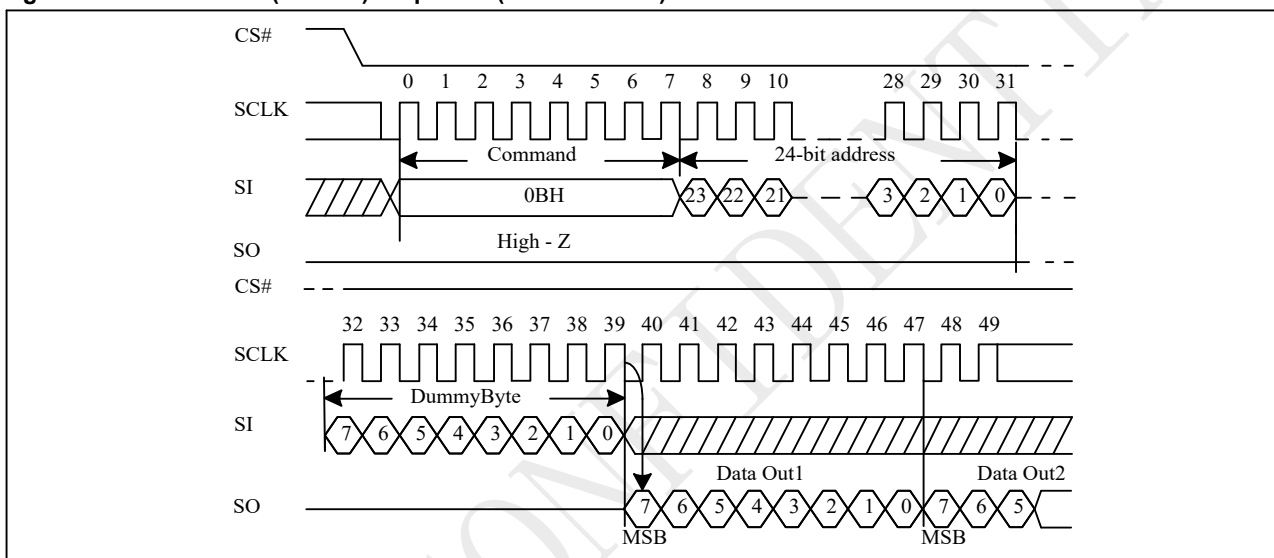 CS#
0 1 2 3 4 5 6 7 8 9 10 28 29 30 31
SCLK
Command 24-bit address
SI 0BH 23 22 21 3 2 1 0
High - Z
SO
CS#
32 33 34 35 36 37 38 39 40 41 42 43 44 45 46 47 48 49
SCLK
DummyByte
SI 7 6 5 4 3 2 1 0
Data Out1 Data Out2
SO 7 6 5 4 3 2 1 0 7 6 5
MSB MSB